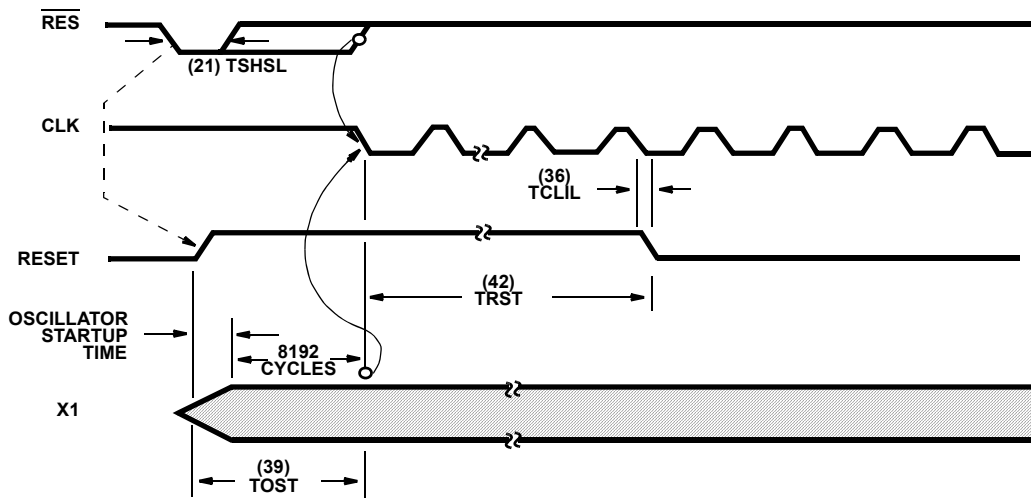 RES
(21) TSHSL
CLK
(36)
TCLIL
RESET
(42)
TRST
OSCILLATOR
STARTUP
TIME
8192
CYCLES
X1
(39)
TOST